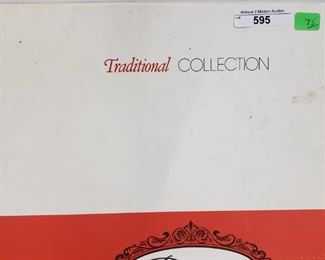 Antique 2 Modern Auction
595
75
Traditional COLLECTION